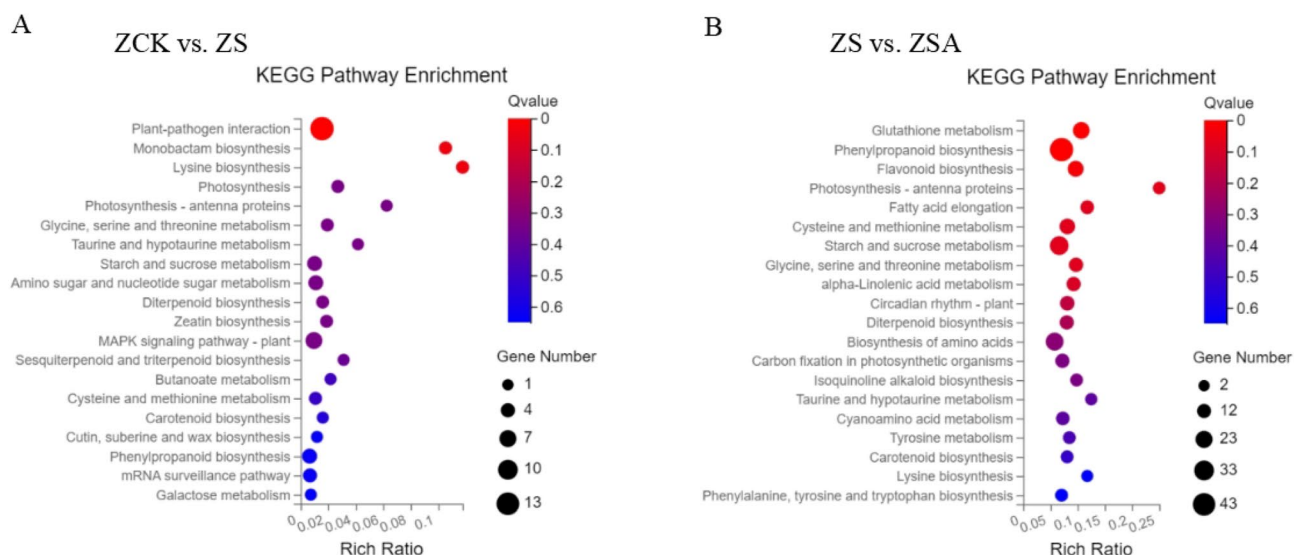 A
ZCK vs. ZS
KEGG Pathway Enrichment
Plant-pathogen interaction
Monobactam biosynthesis
Lysine biosynthesis
Photosynthesis
Photosynthesis - antenna proteins
Glycine, serine and threonine metabolism
Taurine and hypotaurine metabolism
Starch and sucrose metabolism
Amino sugar and nucleotide sugar metabolism
Diterpenoid biosynthesis
Zeatin biosynthesis
MAPK signaling pathway - plant
Sesquiterpenoid and triterpenoid biosynthesis
Butanoate metabolism
Cysteine and methionine metabolism
Carotenoid biosynthesis
Cutin, suberine and wax biosynthesis
Phenylpropanoid biosynthesis
mRNA surveillance pathway
Galactose metabolism
0 0.02 0.04 0.06 0.08 0.1
Rich Ratio
Qvalue
0
0.1
0.2
0.3
0.4
0.5
0.6
Gene Number
1
4
7
10
13
B
ZS vs. ZSA
KEGG Pathway Enrichment
Glutathione metabolism
Phenylpropanoid biosynthesis
Flavonoid biosynthesis
Photosynthesis - antenna proteins
Fatty acid elongation
Cysteine and methionine metabolism
Starch and sucrose metabolism
Glycine, serine and threonine metabolism
alpha-Linolenic acid metabolism
Circadian rhythm - plant
Diterpenoid biosynthesis
Biosynthesis of amino acids
Carbon fixation in photosynthetic organisms
Isoquinoline alkaloid biosynthesis
Taurine and hypotaurine metabolism
Cyanoamino acid metabolism
Tyrosine metabolism
Carotenoid biosynthesis
Lysine biosynthesis
Phenylalanine, tyrosine and tryptophan biosynthesis
0 0.05 0.1 0.15 0.2 0.25
Rich Ratio
Qvalue
0
0.1
0.2
0.3
0.4
0.5
0.6
Gene Number
2
12
23
33
43